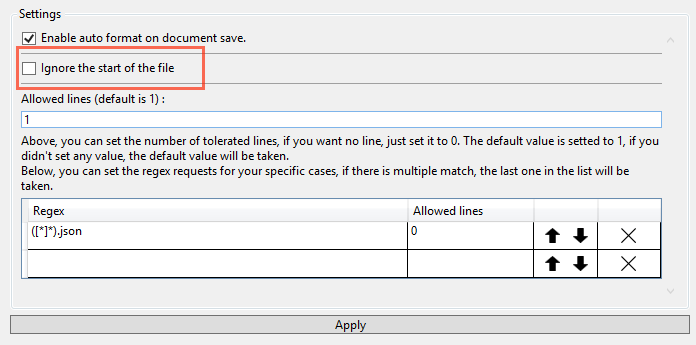 Settings
Enable auto format on document save.
Ignore the start of the file
Allowed lines (default is 1) :
1
Above, you can set the number of tolerated lines, if you want no line, just set it to 0. The default value is setted to 1, if you
didn't set any value, the default value will be taken.
Below, you can set the regex requests for your specific cases, if there is multiple match, the last one in the list will be
taken.
Regex Allowed lines
([*]*).json 0
Apply